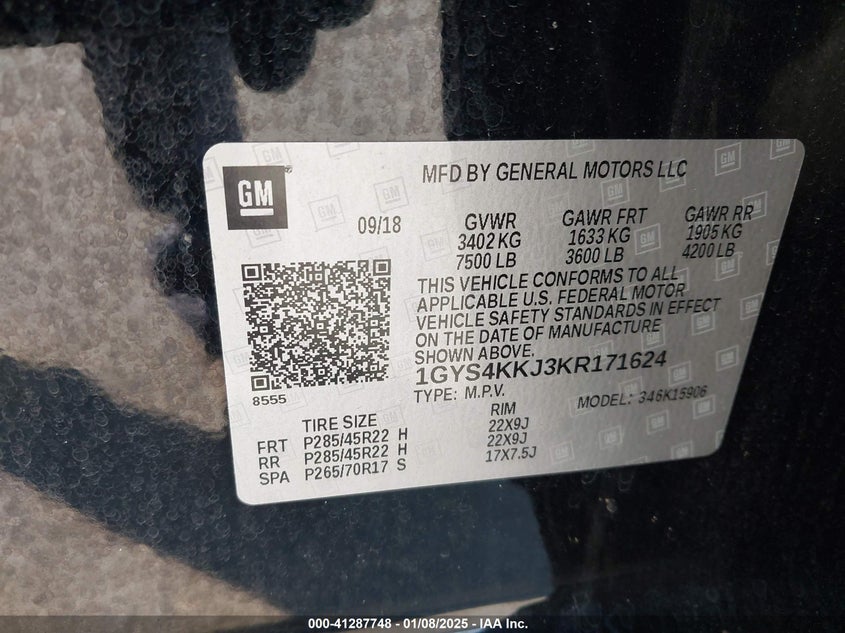 GM
MFD BY GENERAL MOTORS LLC
09/18
GVWR GAWR FRT GAWR RR
3402 KG 1633 KG 1905 KG
7500 LB 3600 LB 4200 LB
THIS VEHICLE CONFORMS TO ALL
APPLICABLE U.S. FEDERAL MOTOR
VEHICLE SAFETY STANDARDS IN EFFECT
ON THE DATE OF MANUFACTURE
SHOWN ABOVE.
1GYS4KKJ3KR171624
TYPE: M.P.V. MODEL: 346K15906
8555
TIRE SIZE RIM
FRT P285/45R22 H 22X9J
RR P285/45R22 H 22X9J
SPA P265/70R17 S 17X7.5J
000-41287748 - 01/08/2025 - IAA Inc.